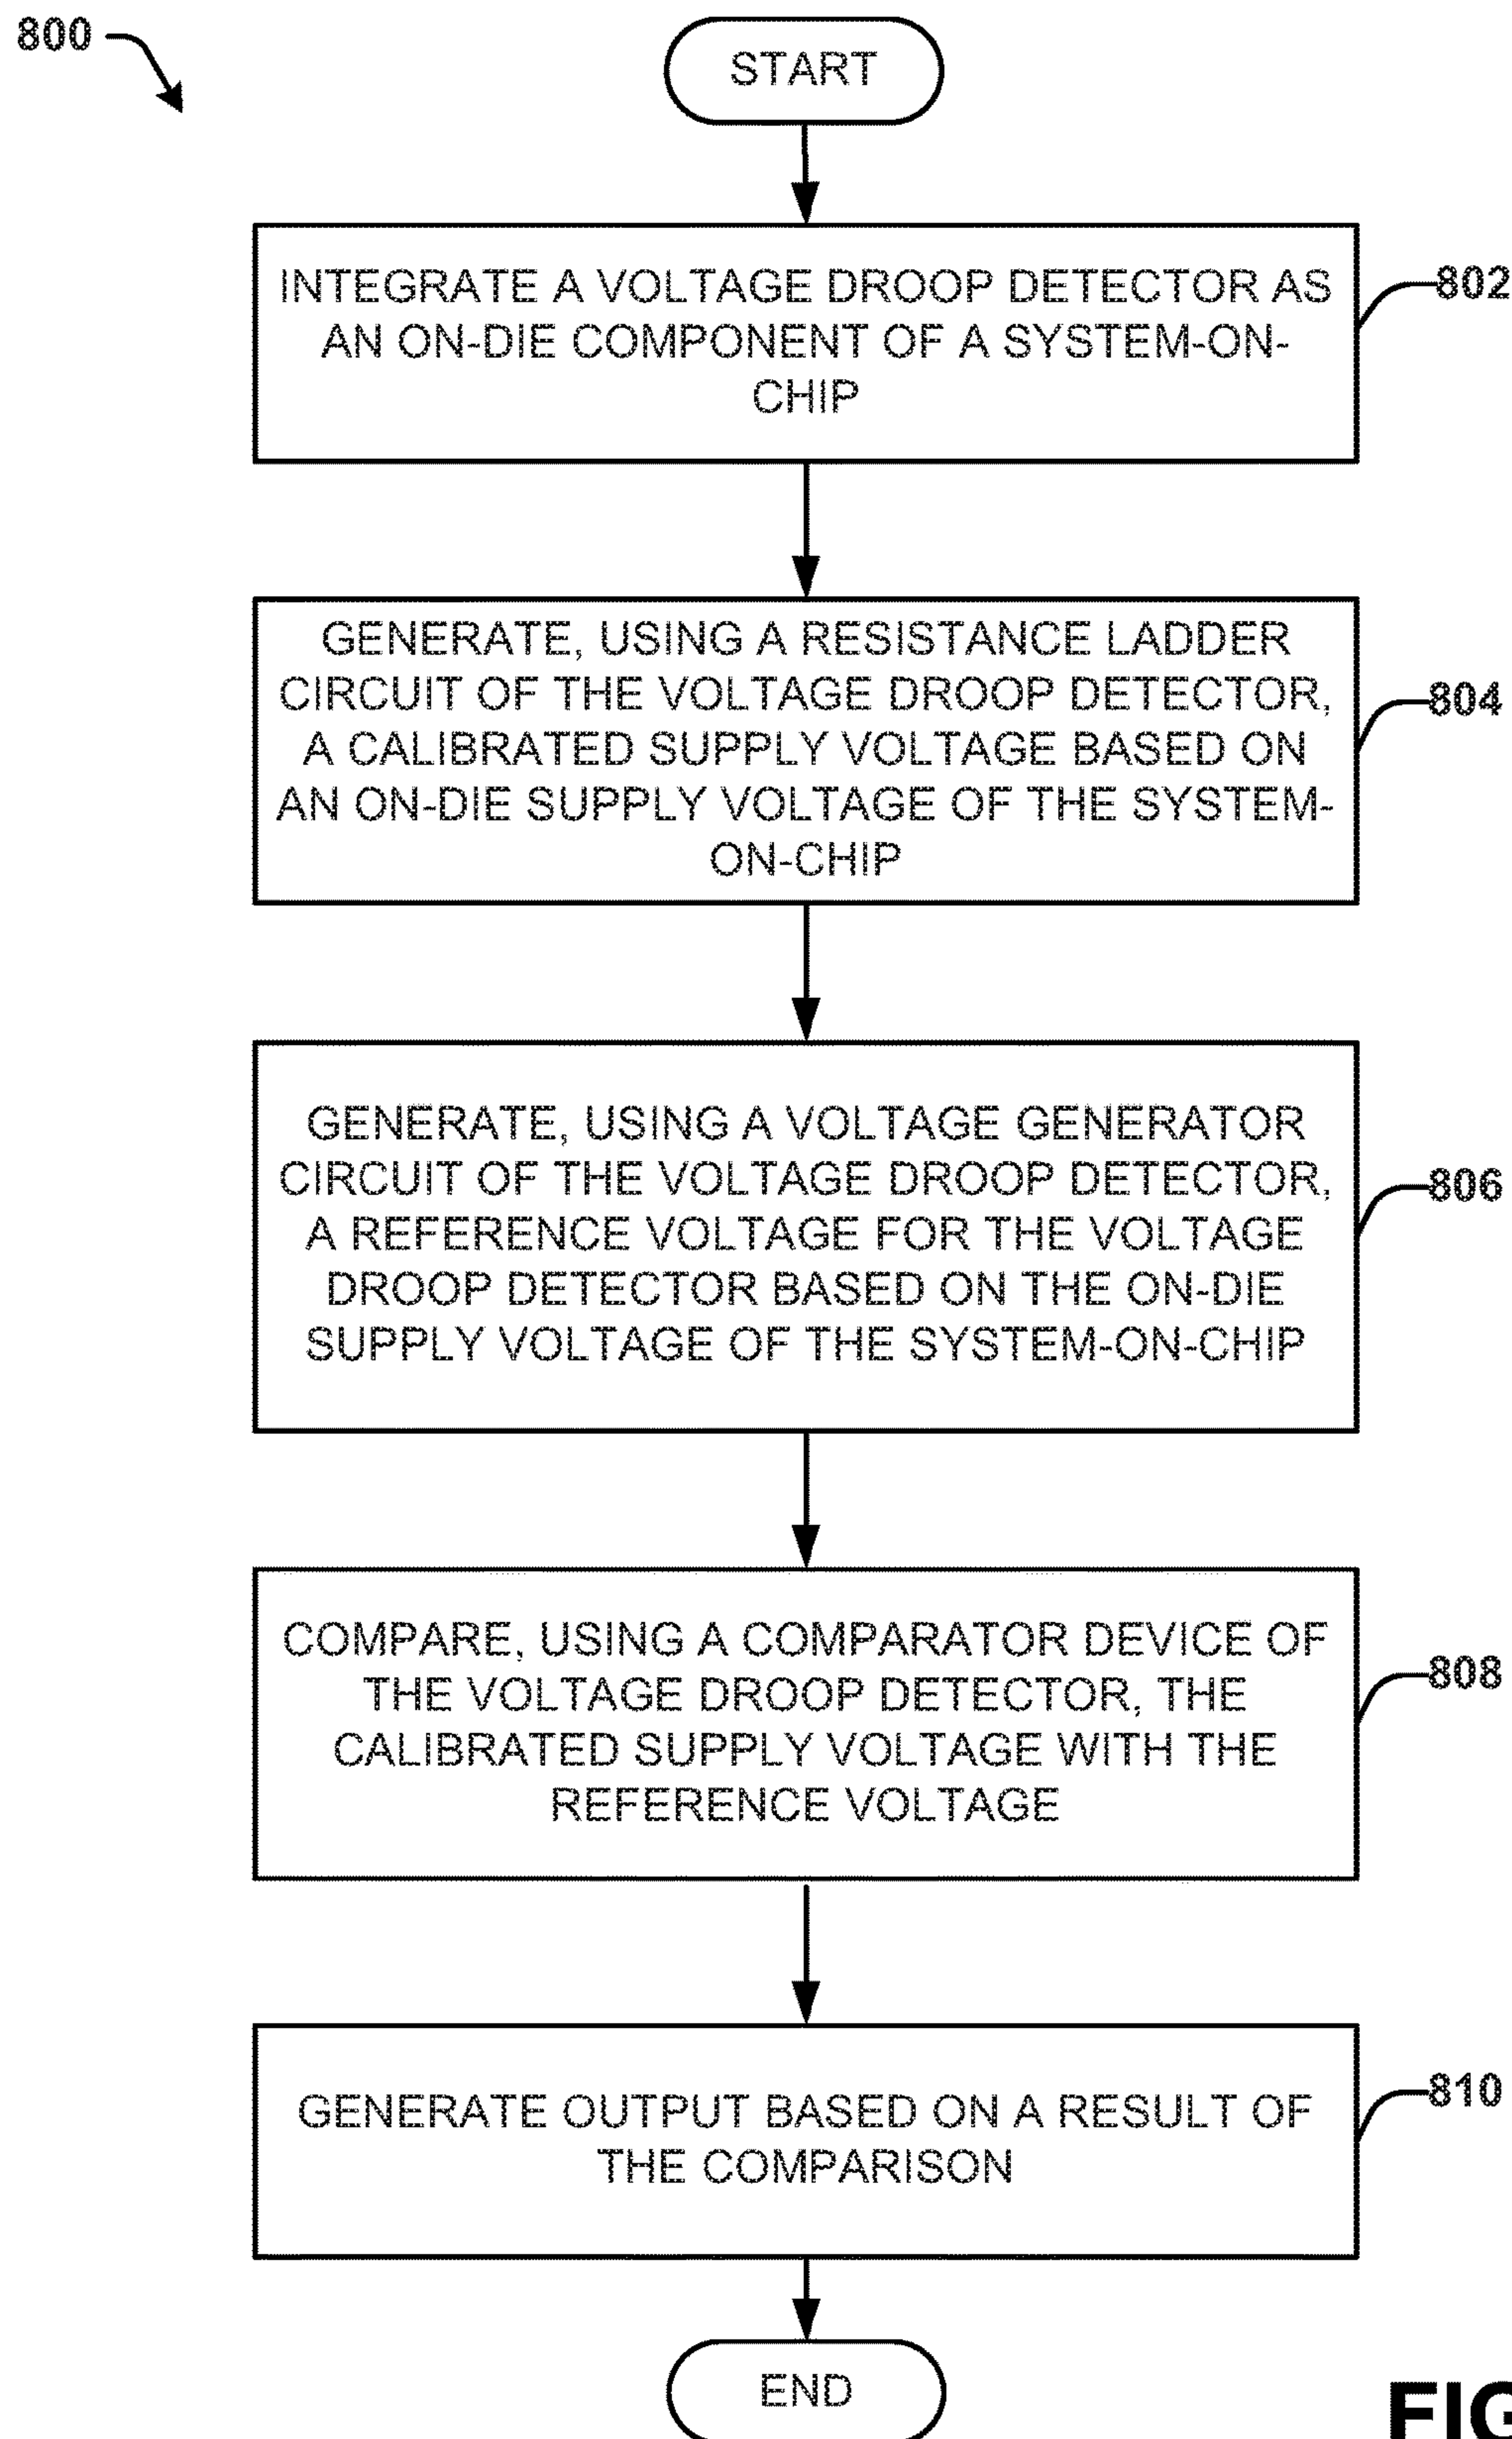 800
START
INTEGRATE A VOLTAGE DROOP DETECTOR AS
AN ON-DIE COMPONENT OF A SYSTEM-ON-
CHIP
802
GENERATE, USING A RESISTANCE LADDER
CIRCUIT OF THE VOLTAGE DROOP DETECTOR,
A CALIBRATED SUPPLY VOLTAGE BASED ON
AN ON-DIE SUPPLY VOLTAGE OF THE SYSTEM-
ON-CHIP
804
GENERATE, USING A VOLTAGE GENERATOR
CIRCUIT OF THE VOLTAGE DROOP DETECTOR,
A REFERENCE VOLTAGE FOR THE VOLTAGE
DROOP DETECTOR BASED ON THE ON-DIE
SUPPLY VOLTAGE OF THE SYSTEM-ON-CHIP
806
COMPARE, USING A COMPARATOR DEVICE OF
THE VOLTAGE DROOP DETECTOR, THE
CALIBRATED SUPPLY VOLTAGE WITH THE
REFERENCE VOLTAGE
808
GENERATE OUTPUT BASED ON A RESULT OF
THE COMPARISON
810
END
FIG